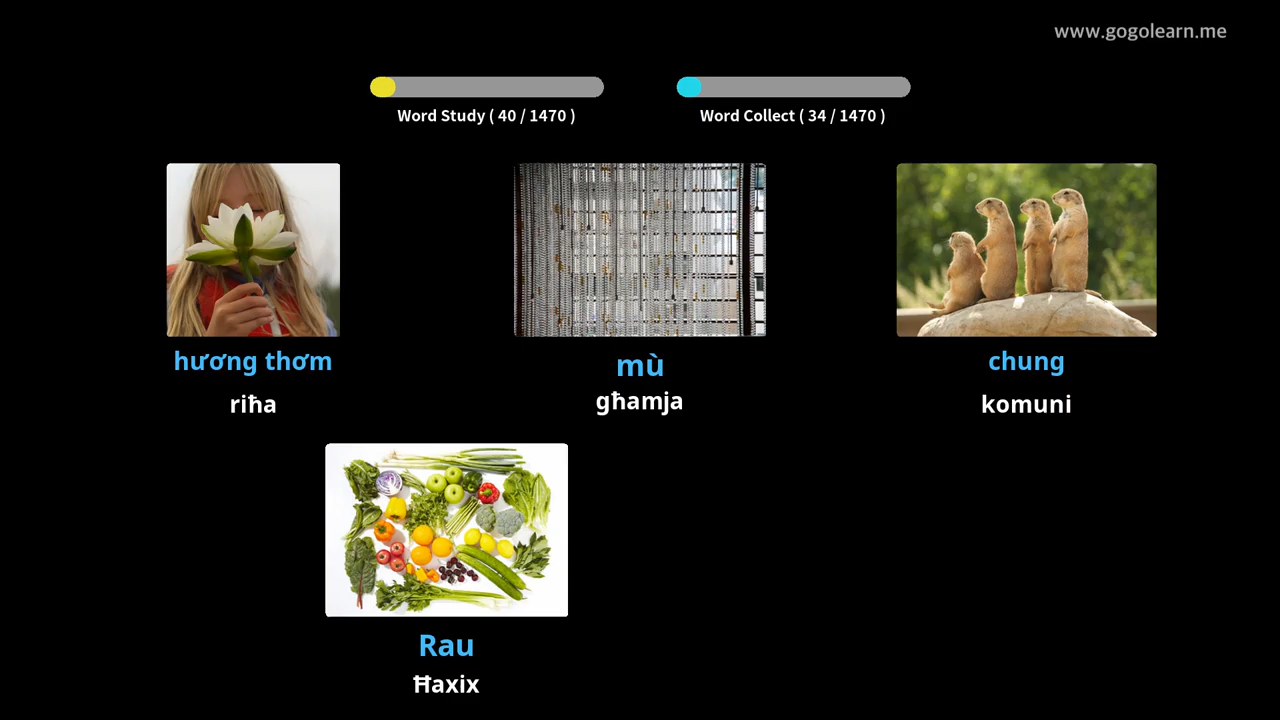 www.gogolearn.me
Word Study ( 40 / 1470 )
Word Collect ( 34 / 1470 )
hương thơm
riħa
mù
għamja
chung
komuni
Rau
Ħaxix